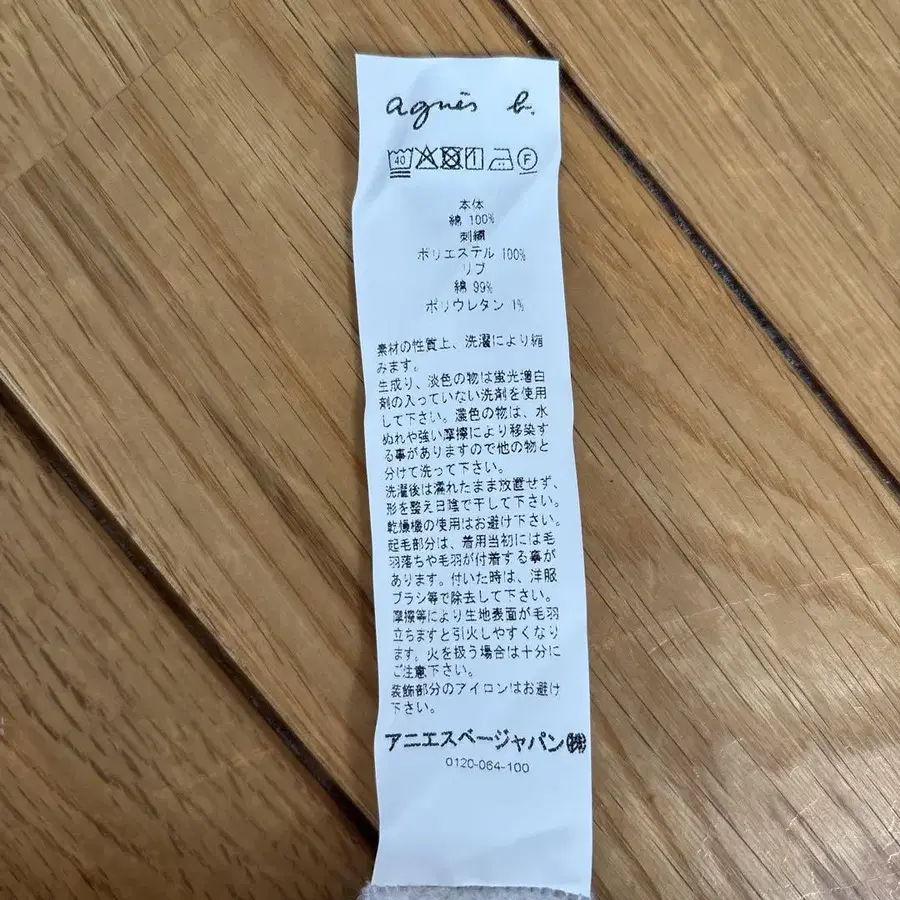 agnès b.
40 F
本体
綿 100%
刺繍
ポリエステル 100%
リブ
綿 99%
ポリウレタン 1%
素材の性質上、洗濯により縮
みます。
生成り、淡色の物は蛍光増白
剤の入っていない洗剤を使用
して下さい。濃色の物は、水
ぬれや強い摩擦により移染す
る事がありますので他の物と
分けて洗って下さい。
洗濯後は濡れたまま放置せず、
形を整え日陰で干して下さい。
乾燥機の使用はお避け下さい。
起毛部分は、着用当初には毛
羽落ちや毛羽が付着する事が
あります。付いた時は、洋服
ブラシ等で除去して下さい。
摩擦等により生地表面が毛羽
立ちますと引火しやすくなり
ます。火を扱う場合は十分に
ご注意下さい。
装飾部分のアイロンはお避け
下さい。
アニエスベージャパン㈱
0120-064-100